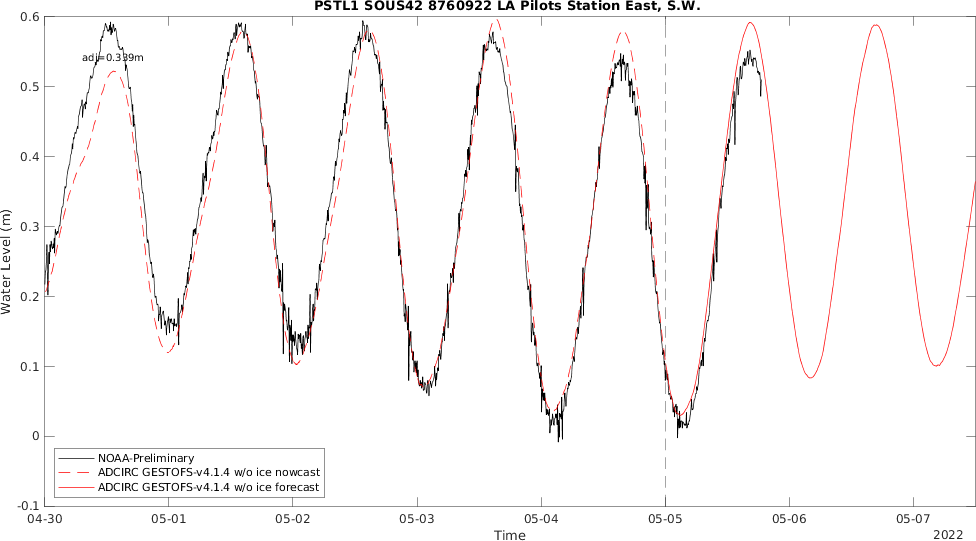 PSTL1 SOUS42 8760922 LA Pilots Station East, S.W.
adj=0.339m
0.6
0.5
0.4
0.3
0.2
0.1
0
-0.1
Water Level (m)
NOAA-Preliminary
ADCIRC GESTOFS-v4.1.4 w/o ice nowcast
ADCIRC GESTOFS-v4.1.4 w/o ice forecast
04-30 05-01 05-02 05-03 05-04 05-05 05-06 05-07
Time
2022